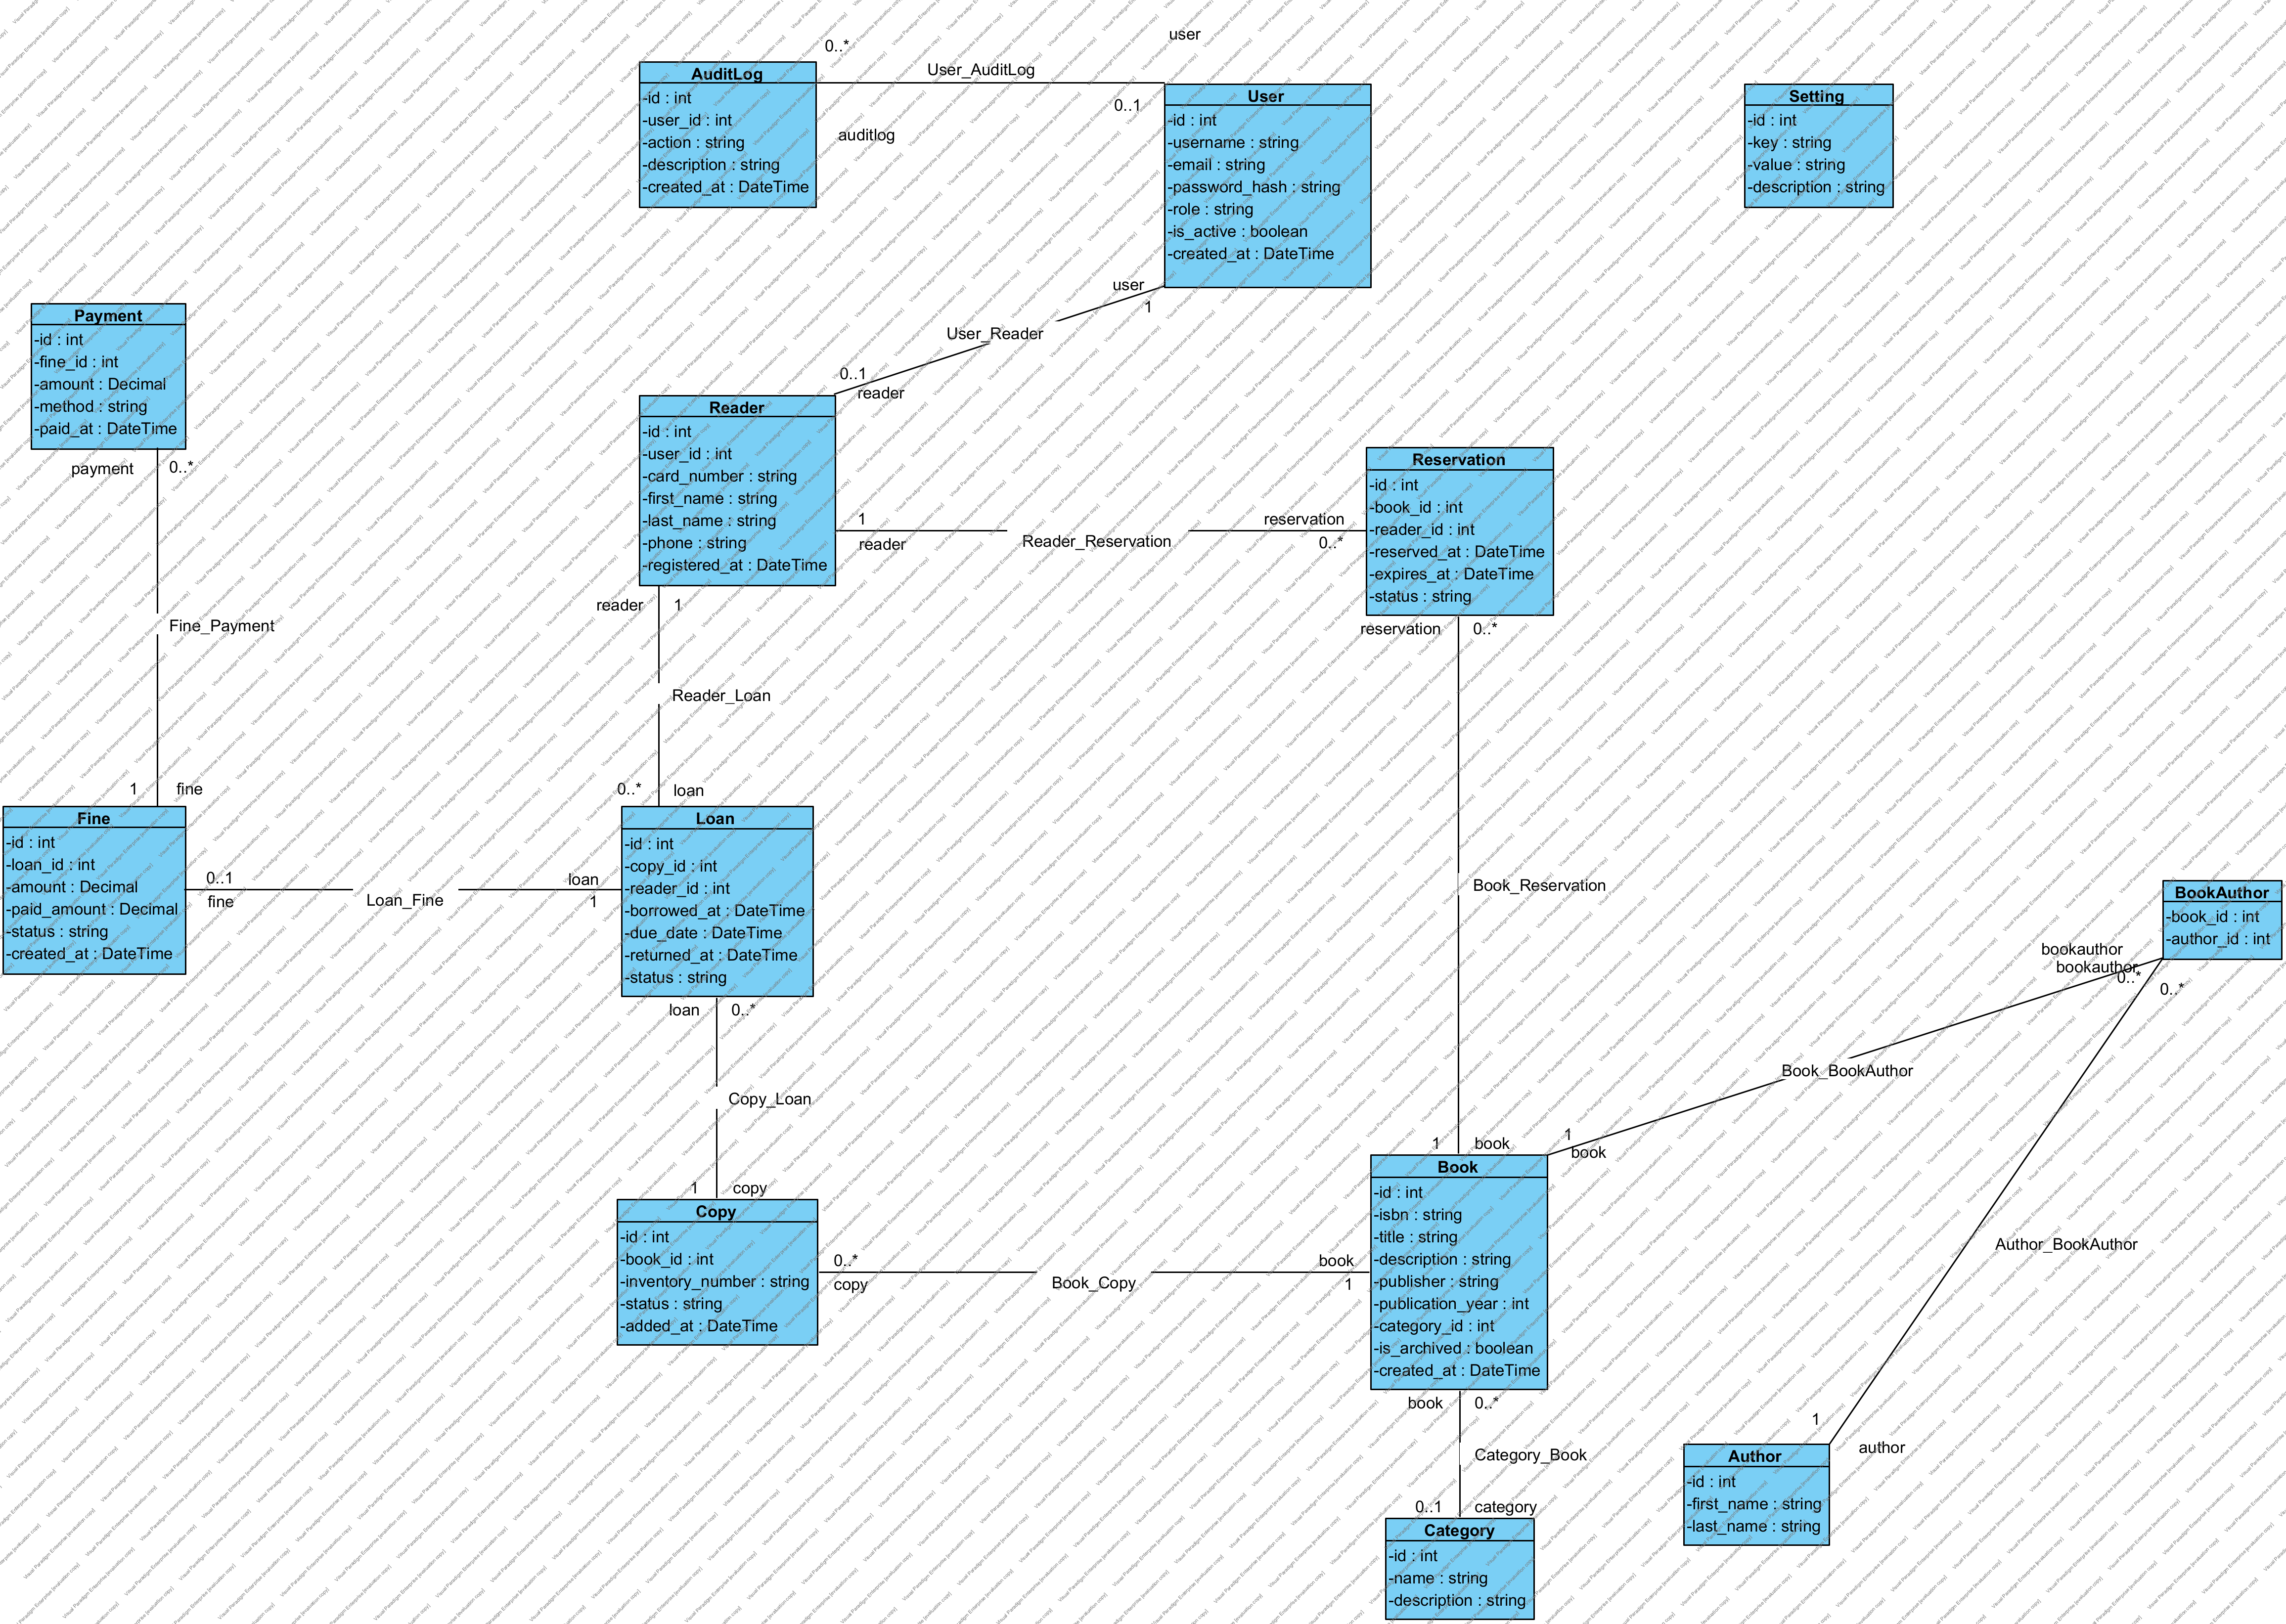 user
0..*
User_AuditLog
0..1
auditlog
AuditLog
-id : int
-user_id : int
-action : string
-description : string
-created_at : DateTime
User
-id : int
-username : string
-email : string
-password_hash : string
-role : string
-is_active : boolean
-created_at : DateTime
Setting
-id : int
-key : string
-value : string
-description : string
user
1
User_Reader
0..1
reader
Payment
-id : int
-fine_id : int
-amount : Decimal
-method : string
-paid_at : DateTime
payment
0..*
Fine_Payment
1
fine
Reader
-id : int
-user_id : int
-card_number : string
-first_name : string
-last_name : string
-phone : string
-registered_at : DateTime
1
reader
Reader_Reservation
reservation
0..*
Reservation
-id : int
-book_id : int
-reader_id : int
-reserved_at : DateTime
-expires_at : DateTime
-status : string
reader
1
Reader_Loan
0..*
loan
reservation
0..*
Book_Reservation
1
book
Fine
-id : int
-loan_id : int
-amount : Decimal
-paid_amount : Decimal
-status : string
-created_at : DateTime
0..1
fine
Loan_Fine
loan
1
Loan
-id : int
-copy_id : int
-reader_id : int
-borrowed_at : DateTime
-due_date : DateTime
-returned_at : DateTime
-status : string
loan
0..*
Copy_Loan
1
copy
BookAuthor
-book_id : int
-author_id : int
bookauthor
bookauthor
0..*
0..*
Book_BookAuthor
1
book
Author_BookAuthor
1
author
Copy
-id : int
-book_id : int
-inventory_number : string
-status : string
-added_at : DateTime
0..*
copy
Book_Copy
book
1
Book
-id : int
-isbn : string
-title : string
-description : string
-publisher : string
-publication_year : int
-category_id : int
-is_archived : boolean
-created_at : DateTime
book
0..*
Category_Book
0..1
category
Category
-id : int
-name : string
-description : string
Author
-id : int
-first_name : string
-last_name : string
Visual Paradigm Enterprise [evaluation copy]